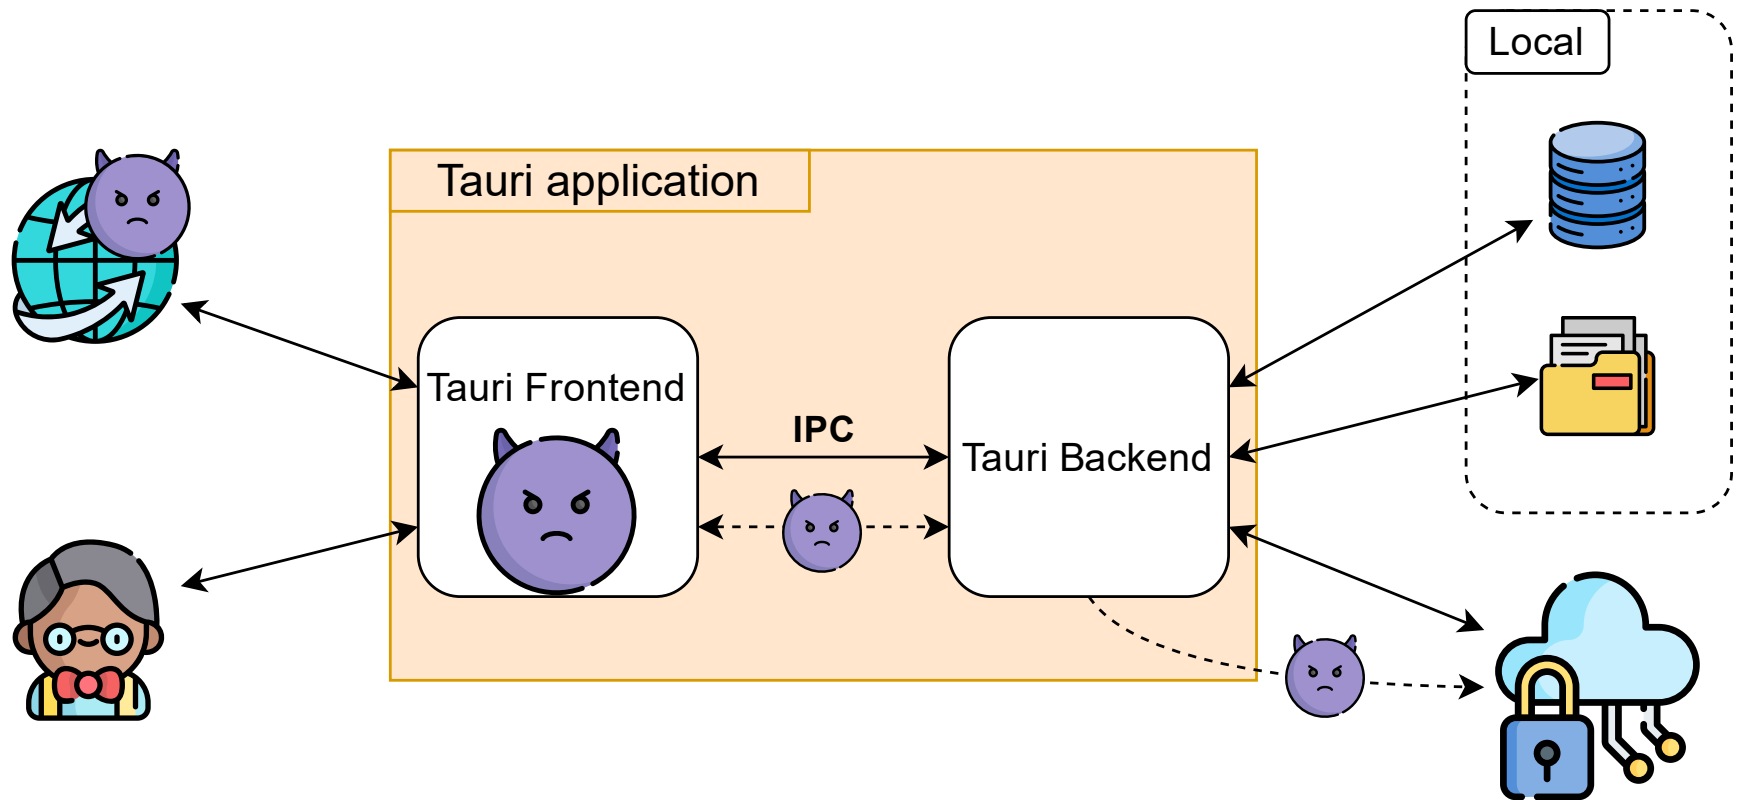 Local
Tauri application
Tauri Frontend
IPC
Tauri Backend